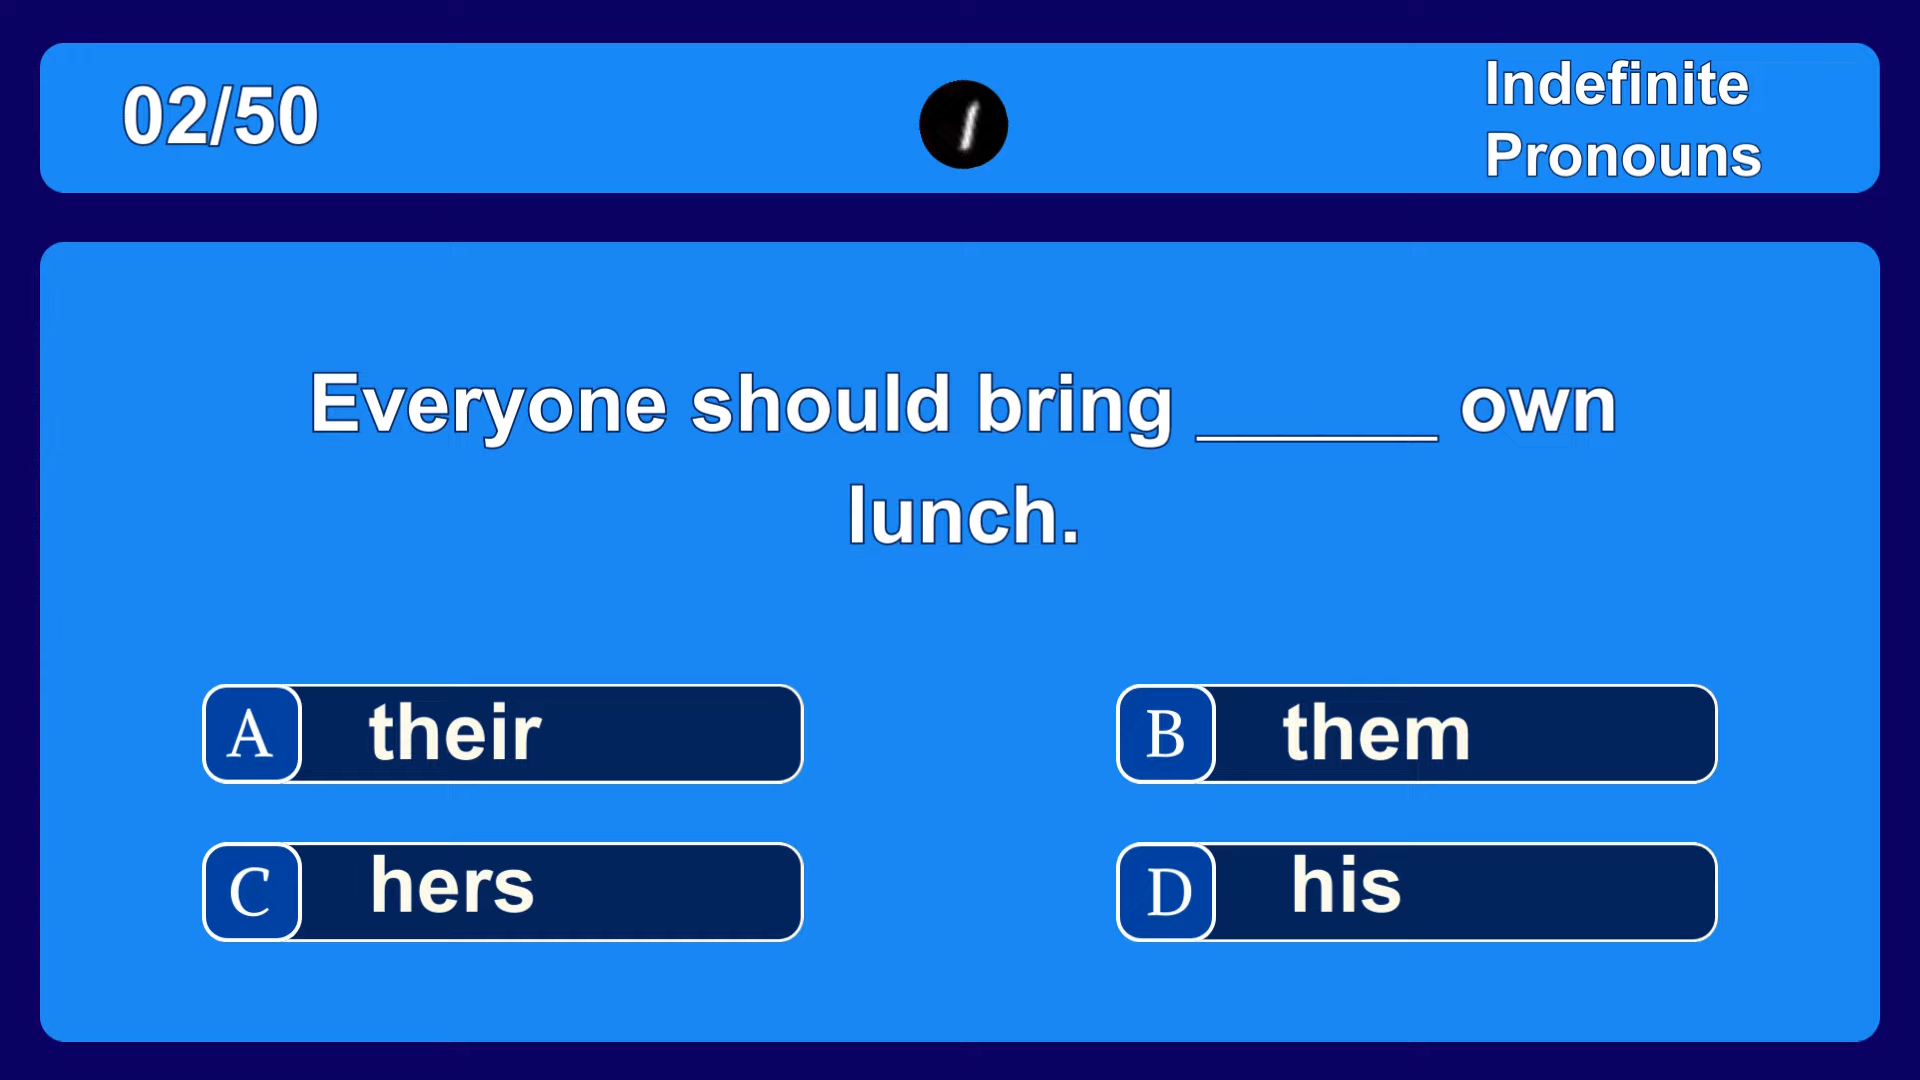 02/50
Indefinite
Pronouns
Everyone should bring ______ own
lunch.
A their
B them
C hers
D his